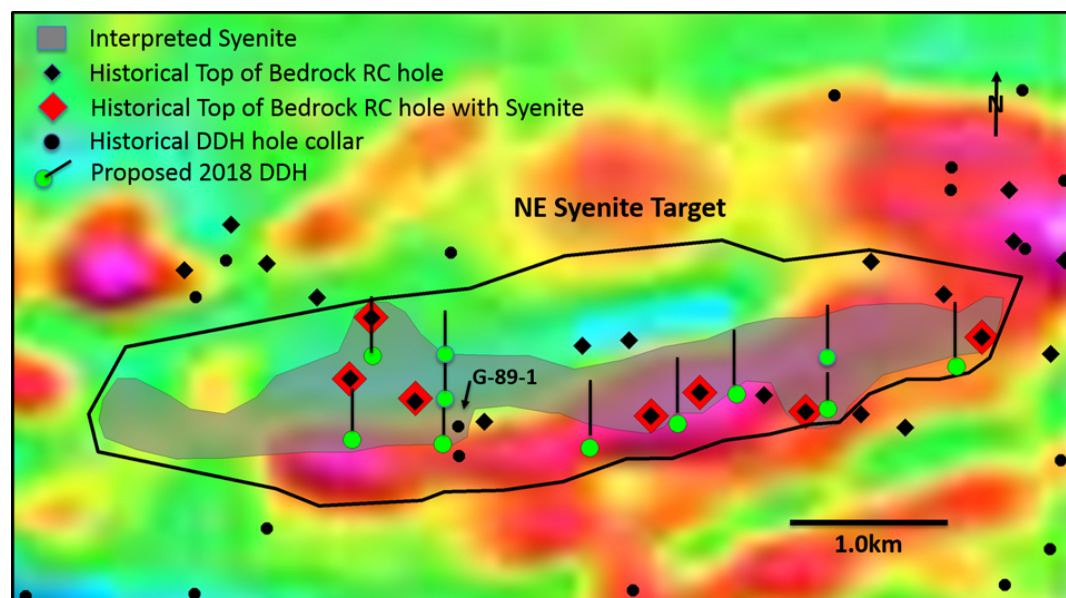 Interpreted Syenite
Historical Top of Bedrock RC hole
Historical Top of Bedrock RC hole with Syenite
Historical DDH hole collar
Proposed 2018 DDH
N
NE Syenite Target
G-89-1
1.0km